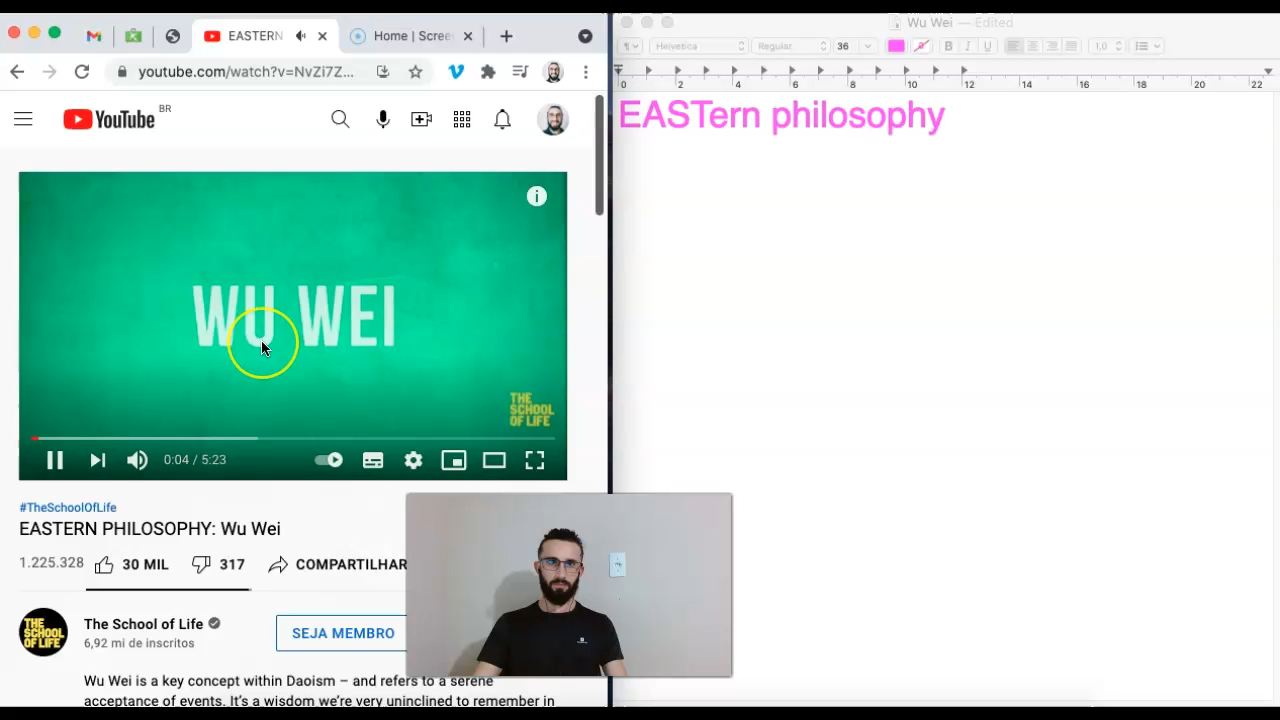 EASTERN
Home | Scree
youtube.com/watch?v=NvZi7Z...
YouTube
BR
WU WEI
THE
SCHOOL
OF LIFE
0:04 / 5:23
#TheSchoolOfLife
EASTERN PHILOSOPHY: Wu Wei
1.225.328
30 MIL
317
COMPARTILHAR
THE
SCHOOL
OF LIFE
The School of Life
6,92 mi de inscritos
SEJA MEMBRO
Wu Wei is a key concept within Daoism – and refers to a serene
acceptance of events. It's a wisdom we're very uninclined to remember in
Wu Wei — Edited
Helvetica
Regular
36
B I U
1,0
0 2 4 6 8 10 12 14 16 18 20 22
EASTern philosophy